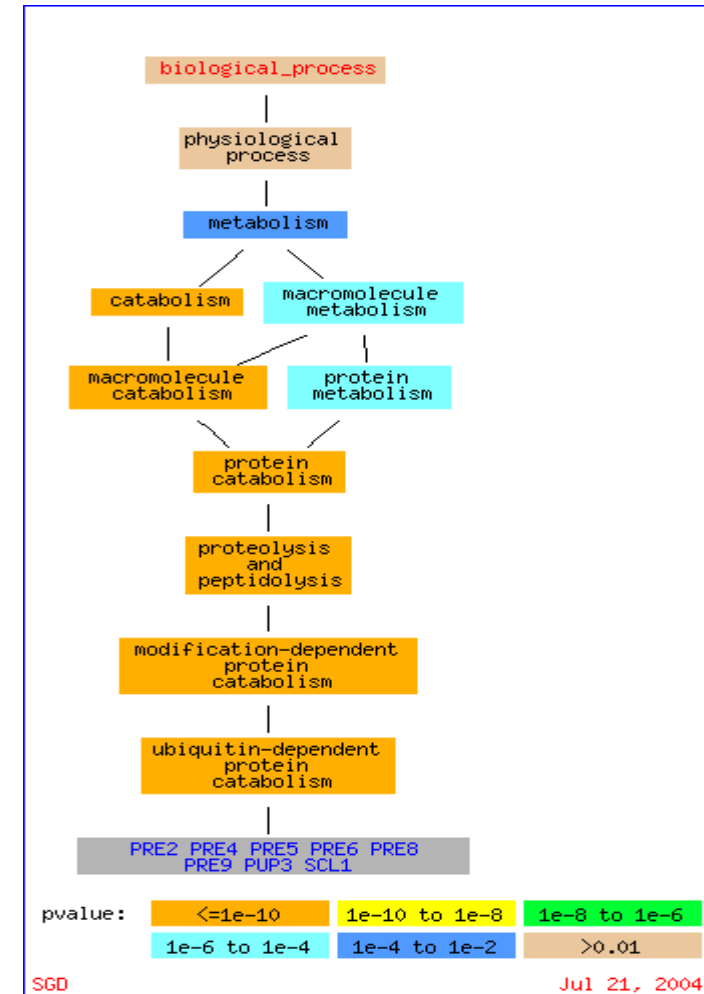 biological_process
physiological
process
metabolism
catabolism
macromolecule
metabolism
macromolecule
catabolism
protein
metabolism
protein
catabolism
proteolysis
and
peptidolysis
modification-dependent
protein
catabolism
ubiquitin-dependent
protein
catabolism
PRE2 PRE4 PRE5 PRE6 PRE8
PRE9 PUP3 SCL1
pvalue: <=1e-10 1e-10 to 1e-8 1e-8 to 1e-6
1e-6 to 1e-4 1e-4 to 1e-2 >0.01
SGD Jul 21, 2004